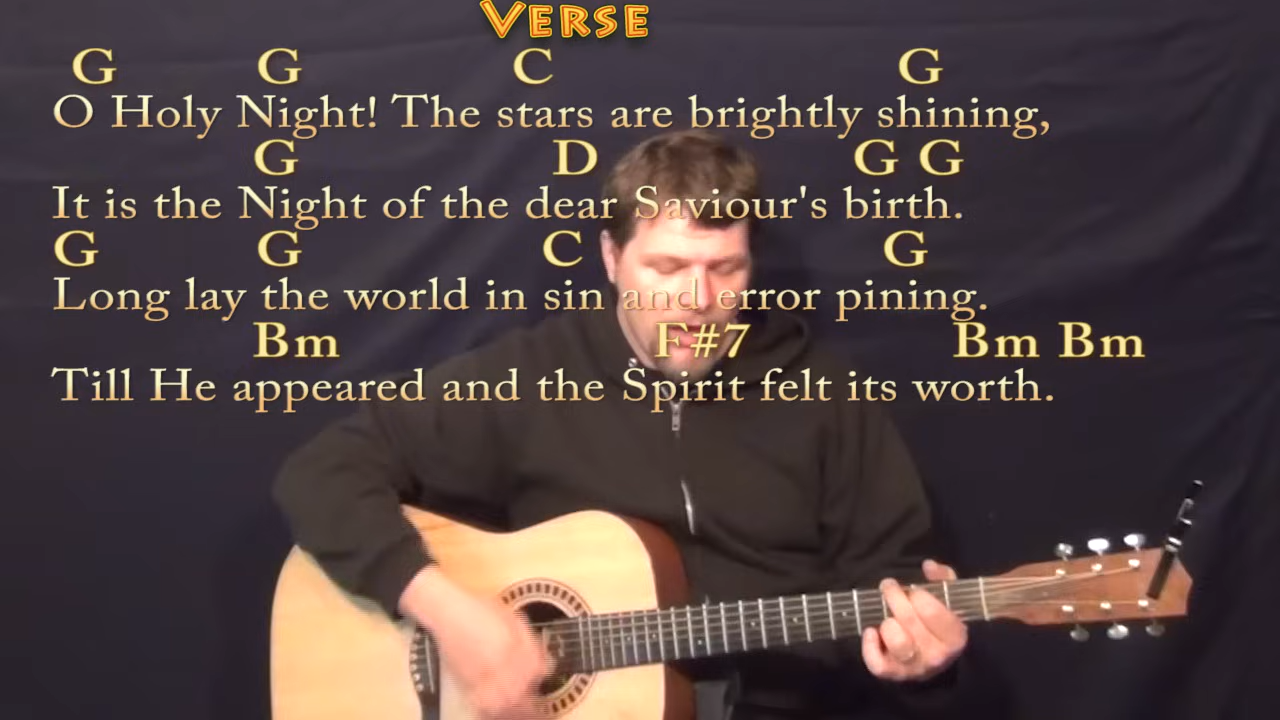 VERSE
G G C G
O Holy Night! The stars are brightly shining,
G D G G
It is the Night of the dear Saviour's birth.
G G C G
Long lay the world in sin and error pining.
Bm F#7 Bm Bm
Till He appeared and the Spirit felt its worth.